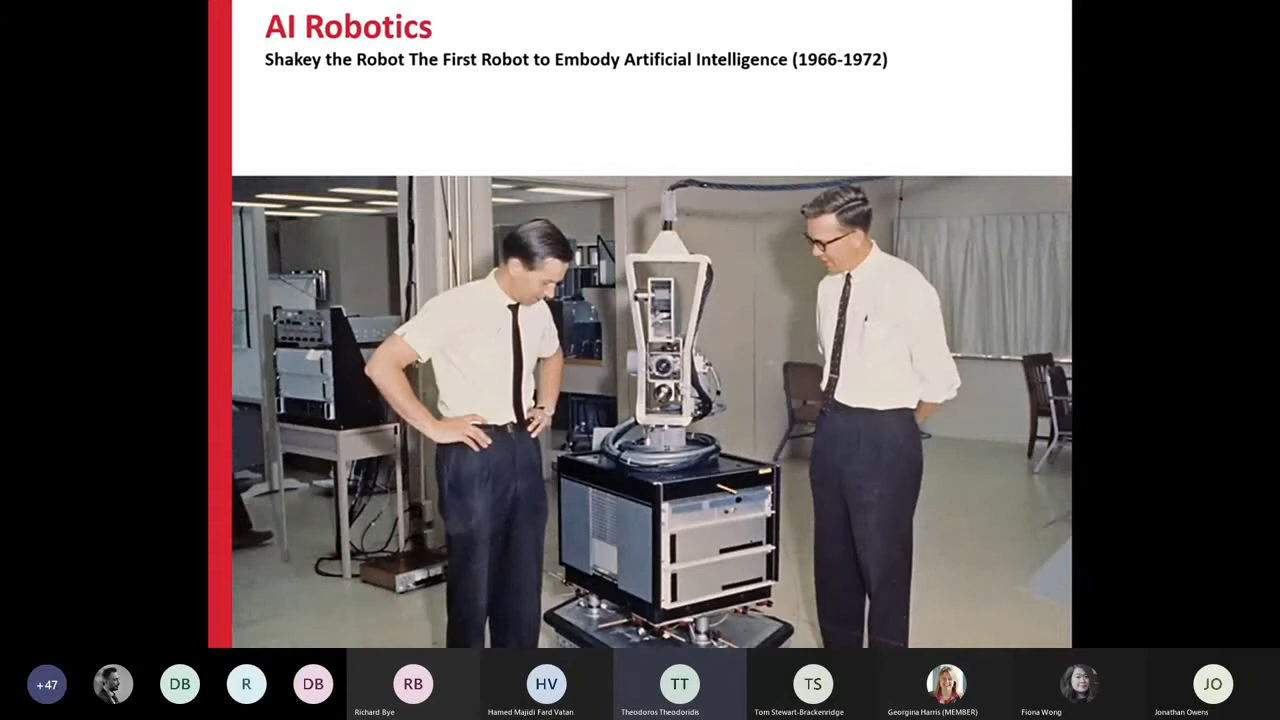 AI Robotics
Shakey the Robot The First Robot to Embody Artificial Intelligence (1966-1972)
+47
DB
R
DB
RB
HV
TT
TS
JO
Richard Bye
Hamed Majidi Fard Vatan
Theodoros Theodoridis
Tom Stewart-Brackenridge
Georgina Harris (MEMBER)
Fiona Wong
Jonathan Owens